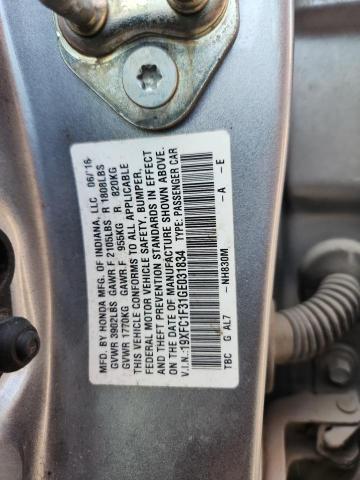 MFD. BY HONDA MFG. OF INDIANA, LLC 06/16
GVWR 3902LBS GAWR F 2105LBS R 1808LBS
GVWR 1770KG GAWR.F 955KG R. 820KG
THIS VEHICLE CONFORMS TO ALL APPLICABLE
FEDERAL MOTOR VEHICLE SAFETY, BUMPER,
AND THEFT PREVENTION STANDARDS IN EFFECT
ON THE DATE OF MANUFACTURE SHOWN ABOVE.
V.I.N.:19XFC1F31GE031834 TYPE: PASSENGER CAR
-NH830M -A -E
TBC G AL7